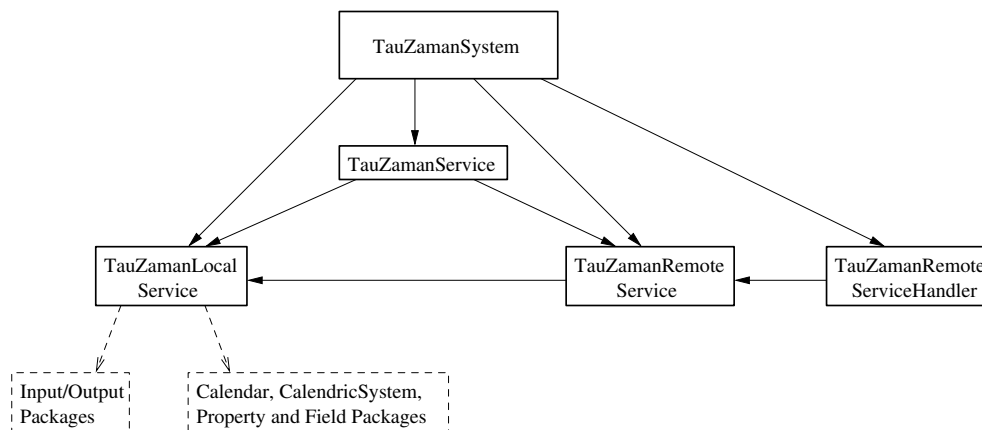 TauZamanSystem
TauZamanService
TauZamanLocal
Service
TauZamanRemote
Service
TauZamanRemote
ServiceHandler
Input/Output
Packages
Calendar, CalendricSystem,
Property and Field Packages